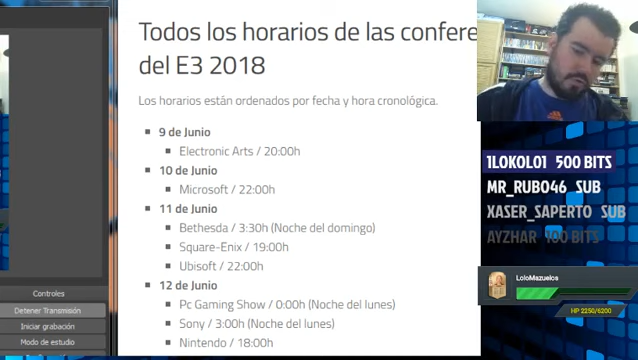 Todos los horarios de las confere
del E3 2018
Los horarios están ordenados por fecha y hora cronológica.
9 de Junio
Electronic Arts / 20:00h
10 de Junio
Microsoft / 22:00h
11 de Junio
Bethesda / 3:30h (Noche del domingo)
Square-Enix / 19:00h
Ubisoft / 22:00h
12 de Junio
Pc Gaming Show / 0:00h (Noche del lunes)
Sony / 3:00h (Noche del lunes)
Nintendo / 18:00h
Controles
Detener Transmisión
Iniciar grabación
Modo de estudio
1LOKOL01 500 BITS
MR_RUBO46 SUB
XASER_SAPERTO SUB
AYZHAR 100 BITS
LoloMazuelos
HP 2250/6200